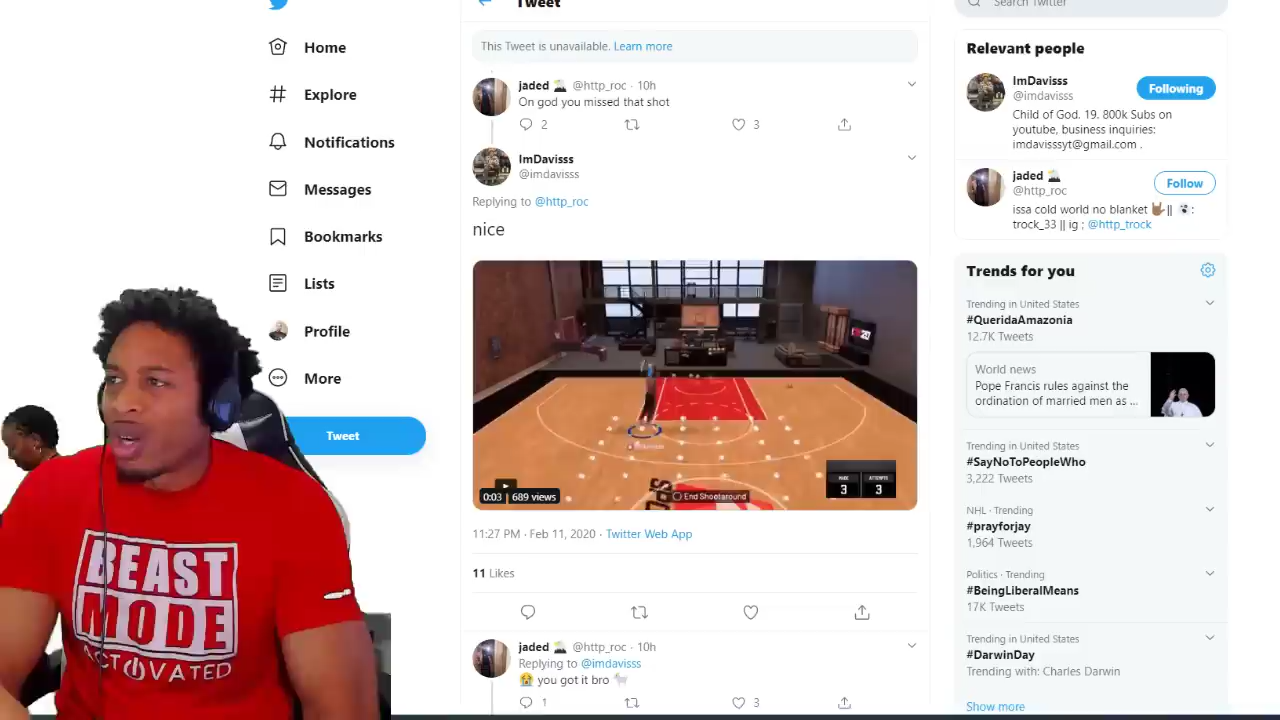 Home
Explore
Notifications
Messages
Bookmarks
Lists
Profile
More
Tweet
BEAST
MODE
ACTIVATED
Tweet
This Tweet is unavailable. Learn more
jaded @http_roc · 10h
On god you missed that shot
2
3
ImDavisss
@imdavisss
Replying to @http_roc
nice
2K20
MADE
3
ATTEMPTS
3
End Shootaround
0:03
689 views
11:27 PM · Feb 11, 2020 · Twitter Web App
11 Likes
jaded @http_roc · 10h
Replying to @imdavisss
😭 you got it bro 🐐
1
3
Search Twitter
Relevant people
ImDavisss
@imdavisss
Following
Child of God. 19. 800k Subs on
youtube, business inquiries:
imdavisssyt@gmail.com .
jaded
@http_roc
Follow
issa cold world no blanket 🤟🏽|| 👻:
trock_33 || ig ; @http_trock
Trends for you
Trending in United States
#QueridaAmazonia
12.7K Tweets
World news
Pope Francis rules against the
ordination of married men as ...
Trending in United States
#SayNoToPeopleWho
3,222 Tweets
NHL · Trending
#prayforjay
1,964 Tweets
Politics · Trending
#BeingLiberalMeans
17K Tweets
Trending in United States
#DarwinDay
Trending with: Charles Darwin
Show more